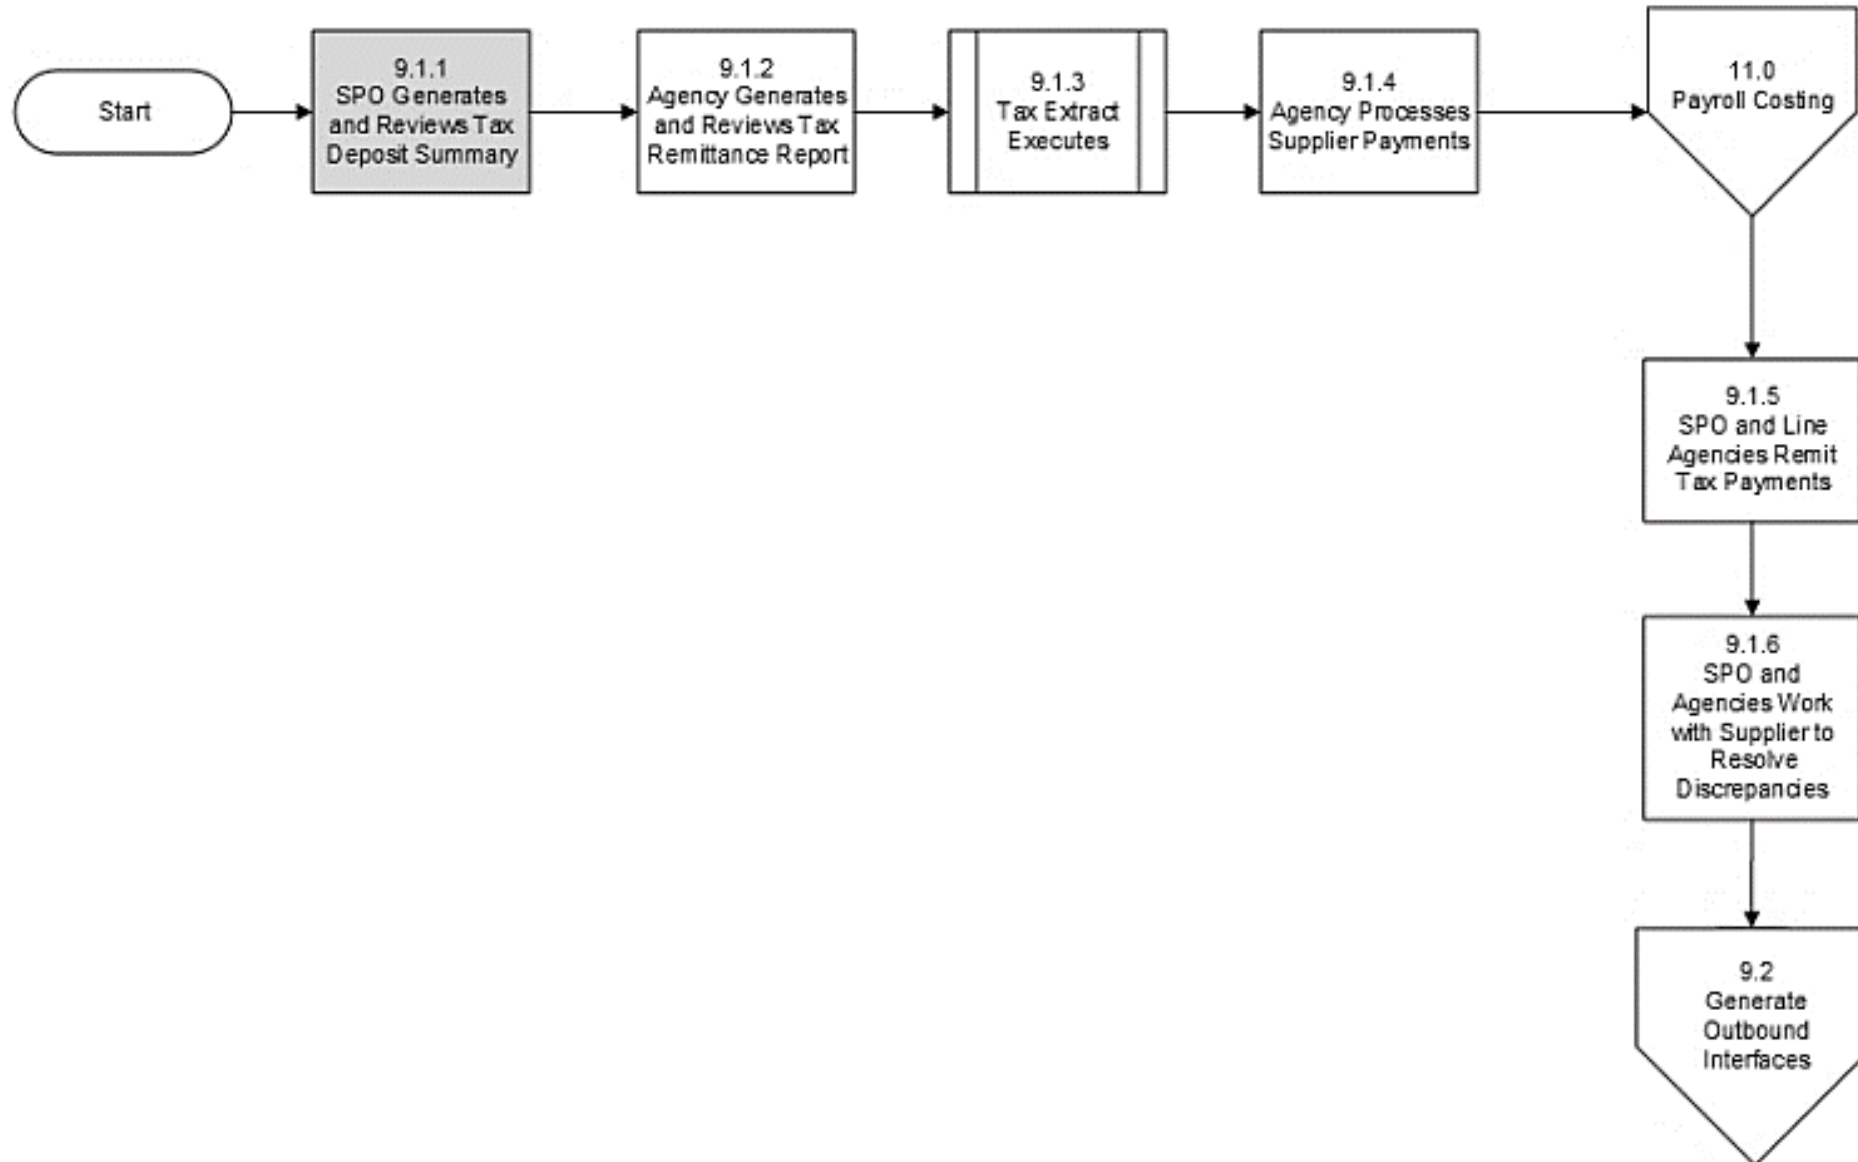 Start
9.1.1
SPO Generates
and Reviews Tax
Deposit Summary
9.1.2
Agency Generates
and Reviews Tax
Remittance Report
9.1.3
Tax Extract
Executes
9.1.4
Agency Processes
Supplier Payments
11.0
Payroll Costing
9.1.5
SPO and Line
Agencies Remit
Tax Payments
9.1.6
SPO and
Agencies Work
with Supplier to
Resolve
Discrepancies
9.2
Generate
Outbound
Interfaces